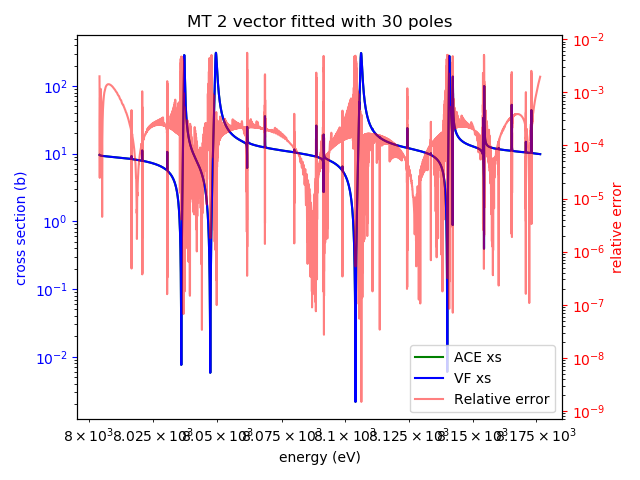 MT 2 vector fitted with 30 poles
cross section (b)
10²
10¹
10⁰
10⁻¹
10⁻²
relative error
10⁻²
10⁻³
10⁻⁴
10⁻⁵
10⁻⁶
10⁻⁷
10⁻⁸
10⁻⁹
ACE xs
VF xs
Relative error
8 × 10³ 8.025 × 10³ 8.05 × 10³ 8.075 × 10³ 8.1 × 10³ 8.125 × 10³ 8.15 × 10³ 8.175 × 10³
energy (eV)